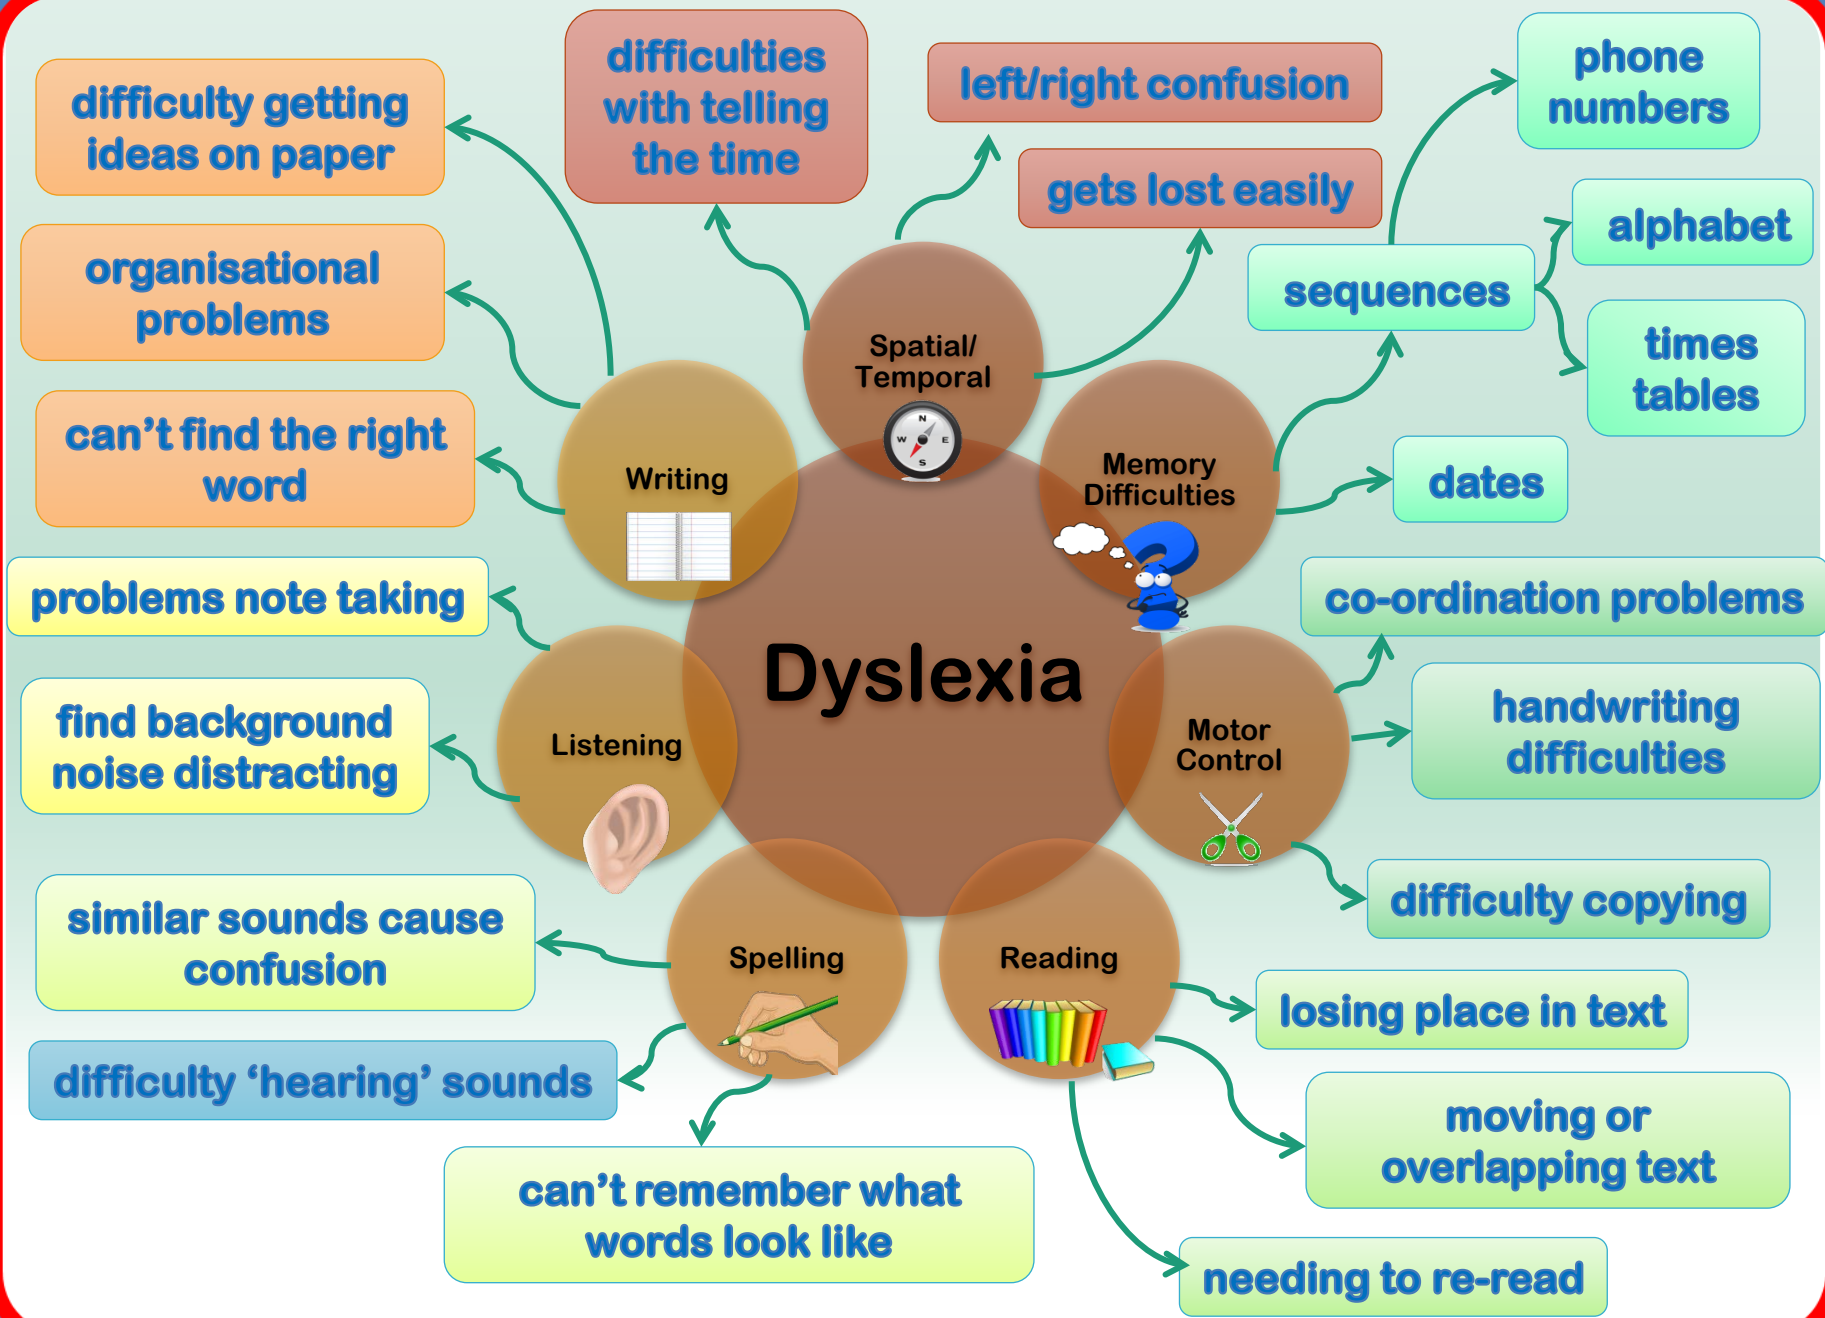 difficulty getting
ideas on paper
difficulties
with telling
the time
left/right confusion
gets lost easily
phone
numbers
alphabet
sequences
times
tables
organisational
problems
can't find the right
word
Spatial/
Temporal
N
W E
S
Writing
Memory
Difficulties
dates
problems note taking
co-ordination problems
Dyslexia
find background
noise distracting
Listening
Motor
Control
handwriting
difficulties
similar sounds cause
confusion
Spelling
Reading
difficulty copying
losing place in text
difficulty ‘hearing’ sounds
moving or
overlapping text
can't remember what
words look like
needing to re-read